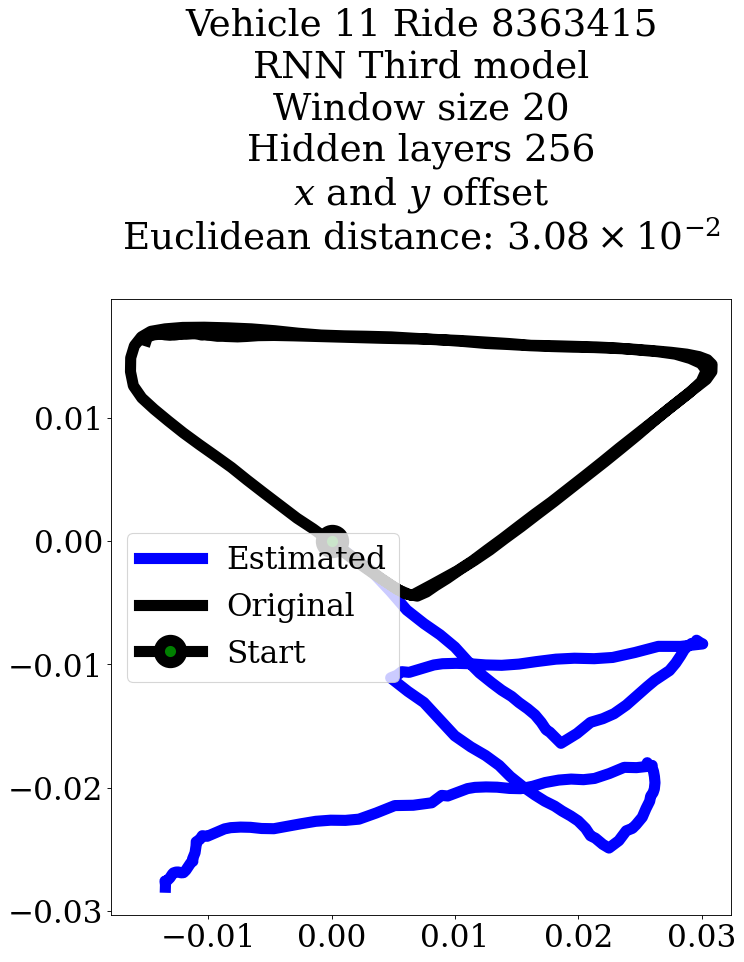 Vehicle 11 Ride 8363415
RNN Third model
Window size 20
Hidden layers 256
x and y offset
Euclidean distance: 3.08 × 10⁻²
0.01
0.00
−0.01
−0.02
−0.03
Estimated
Original
Start
−0.01 0.00 0.01 0.02 0.03